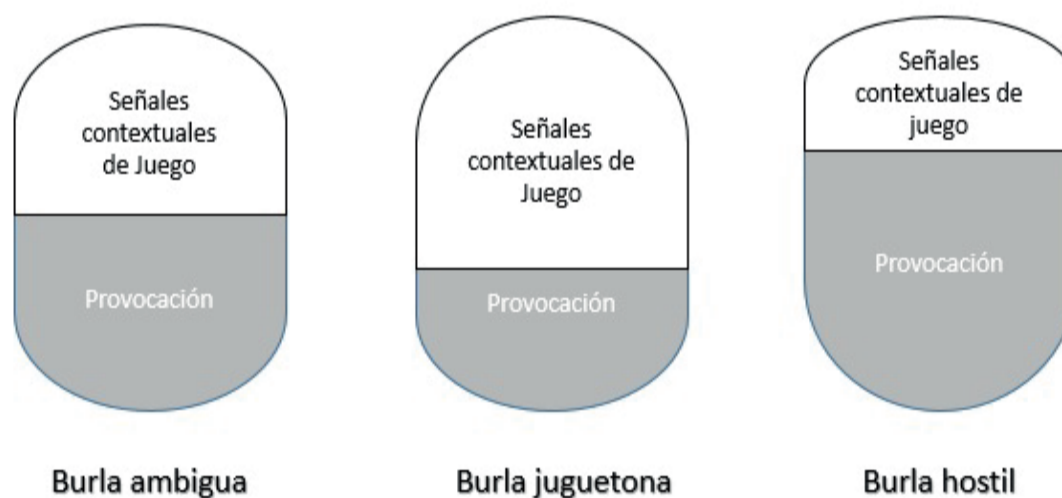 Señales
contextuales
de Juego
Provocación
Burla ambigua
Señales
contextuales de
Juego
Provocación
Burla juguetona
Señales
contextuales de
juego
Provocación
Burla hostil